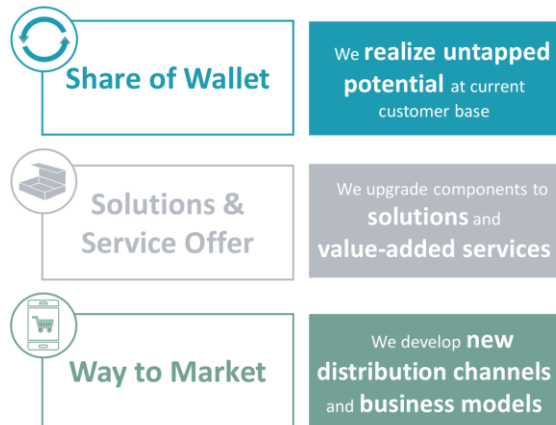 Share of Wallet
We realize untapped
potential at current
customer base
Solutions &
Service Offer
We upgrade components to
solutions and
value-added services
Way to Market
We develop new
distribution channels
and business models